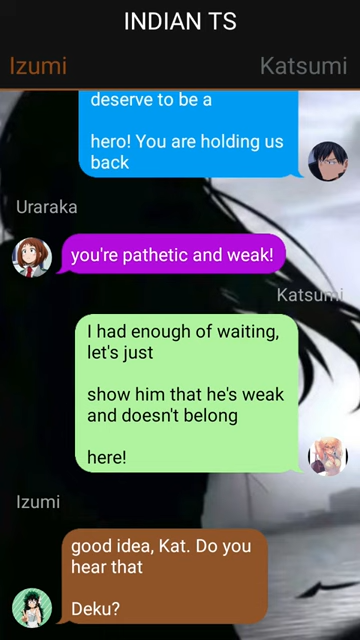 INDIAN TS
Izumi Katsumi
deserve to be a
hero! You are holding us
back
Uraraka
you're pathetic and weak!
Katsumi
I had enough of waiting,
let's just
show him that he's weak
and doesn't belong
here!
Izumi
good idea, Kat. Do you
hear that
Deku?